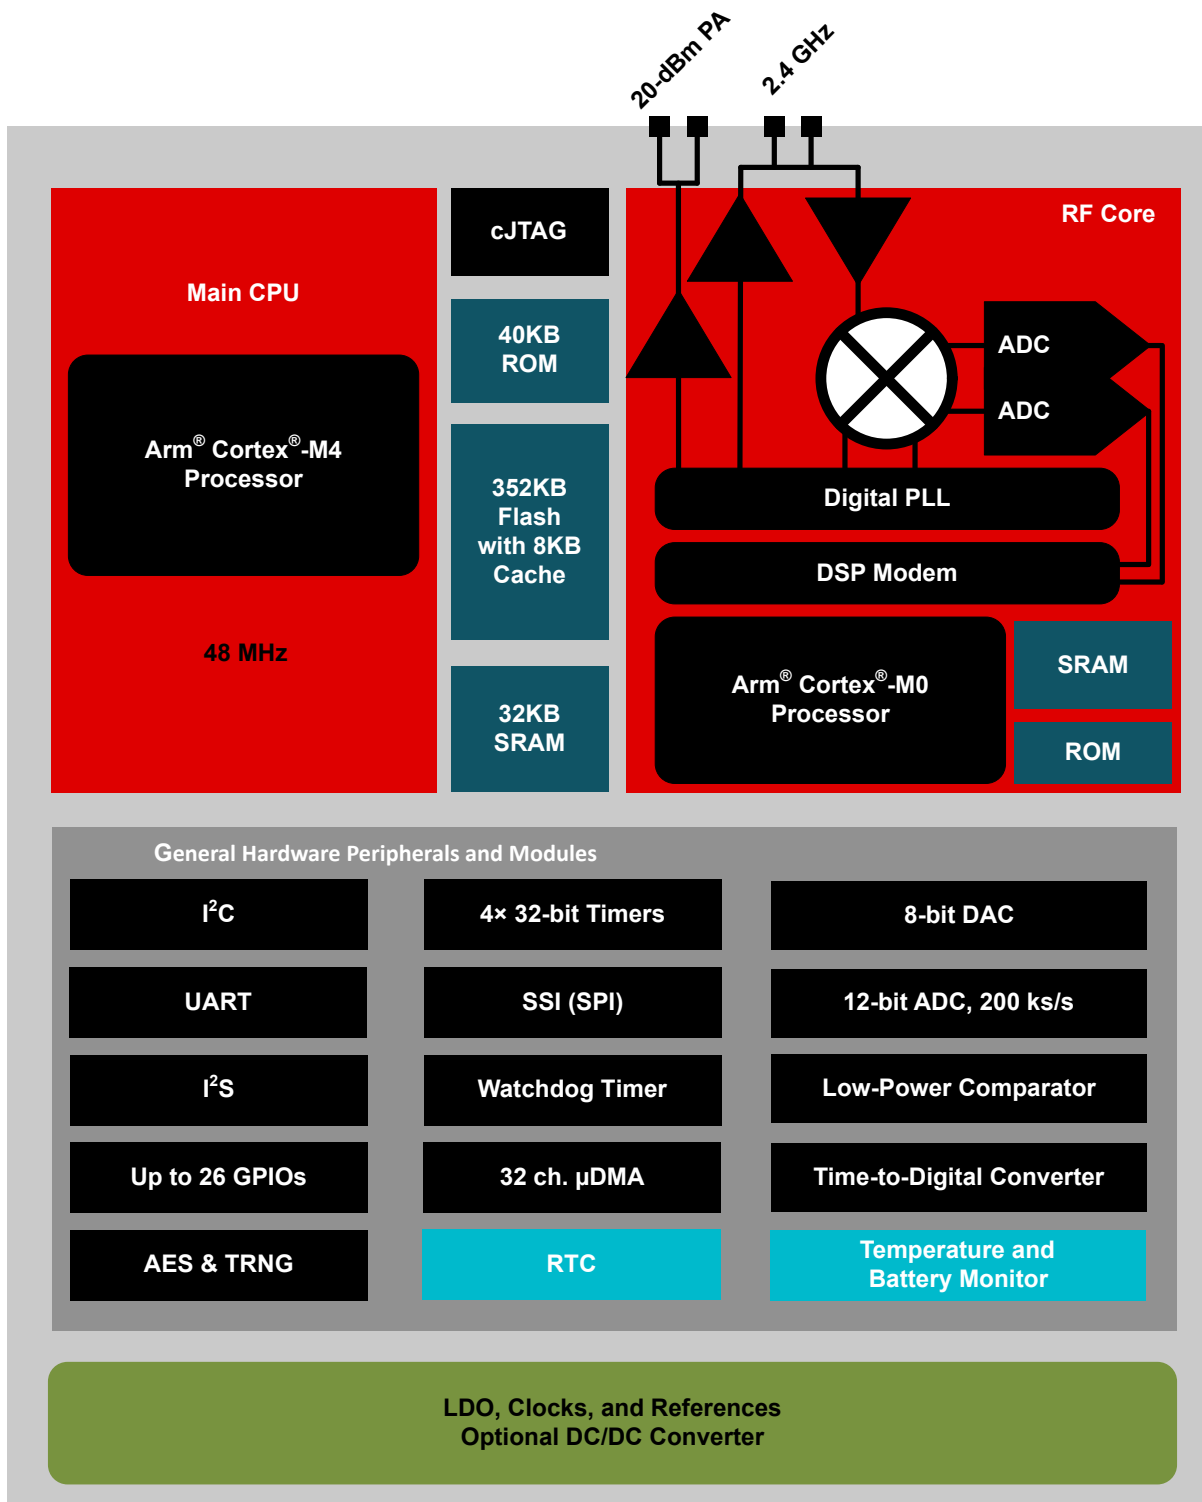 20-dBm PA
2.4 GHz
Main CPU
Arm® Cortex®-M4
Processor
48 MHz
cJTAG
40KB
ROM
352KB
Flash
with 8KB
Cache
32KB
SRAM
RF Core
ADC
ADC
Digital PLL
DSP Modem
Arm® Cortex®-M0
Processor
SRAM
ROM
General Hardware Peripherals and Modules
I²C
4× 32-bit Timers
8-bit DAC
UART
SSI (SPI)
12-bit ADC, 200 ks/s
I²S
Watchdog Timer
Low-Power Comparator
Up to 26 GPIOs
32 ch. µDMA
Time-to-Digital Converter
AES & TRNG
RTC
Temperature and
Battery Monitor
LDO, Clocks, and References
Optional DC/DC Converter